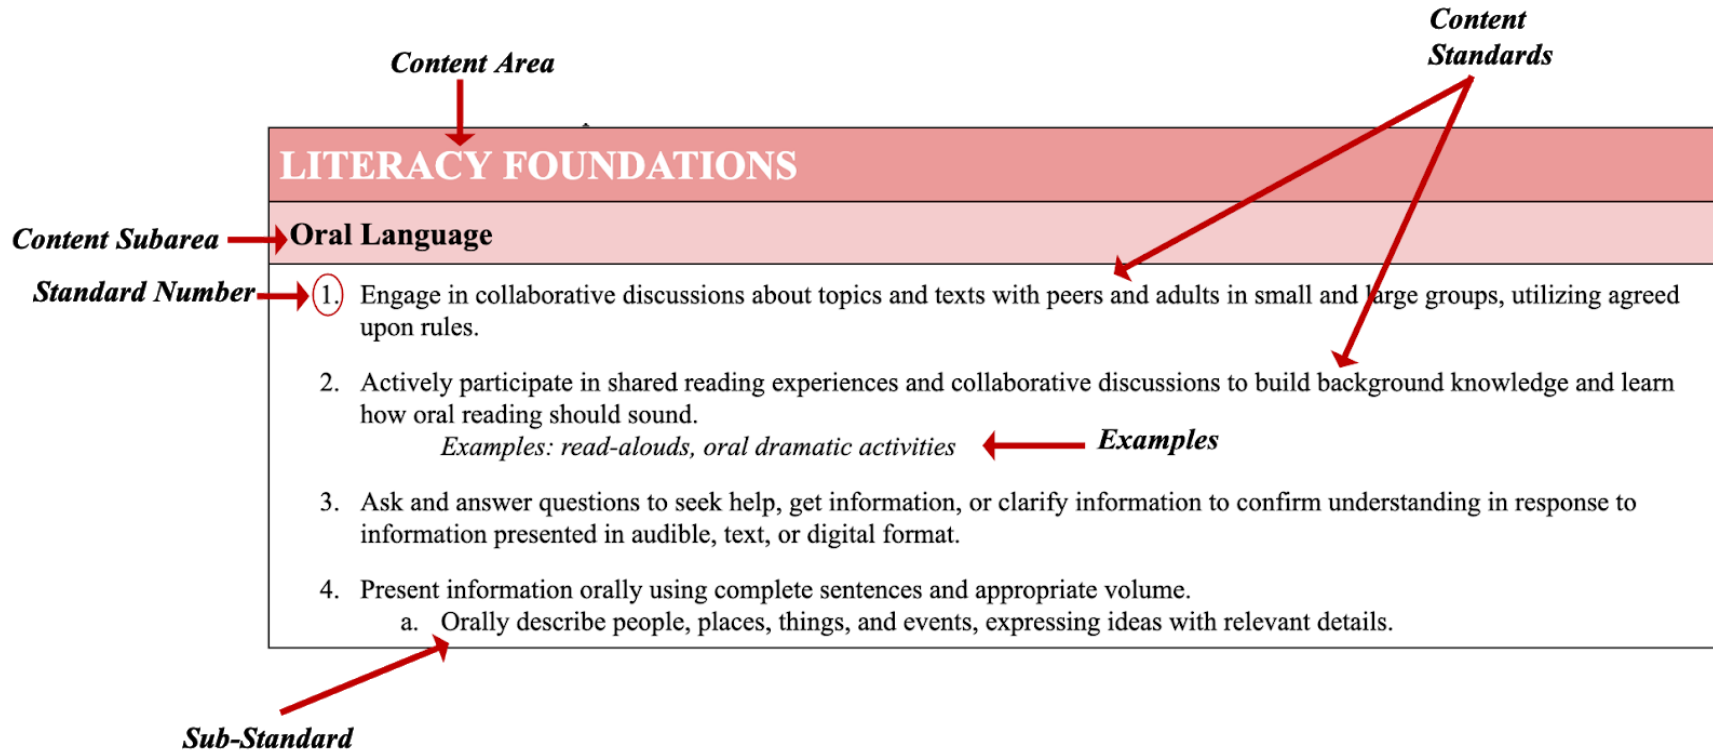 Content
Standards
Content Area
LITERACY FOUNDATIONS
Content Subarea
Oral Language
Standard Number
1. Engage in collaborative discussions about topics and texts with peers and adults in small and large groups, utilizing agreed
upon rules.
2. Actively participate in shared reading experiences and collaborative discussions to build background knowledge and learn
how oral reading should sound.
Examples: read-alouds, oral dramatic activities
Examples
3. Ask and answer questions to seek help, get information, or clarify information to confirm understanding in response to
information presented in audible, text, or digital format.
4. Present information orally using complete sentences and appropriate volume.
a. Orally describe people, places, things, and events, expressing ideas with relevant details.
Sub-Standard